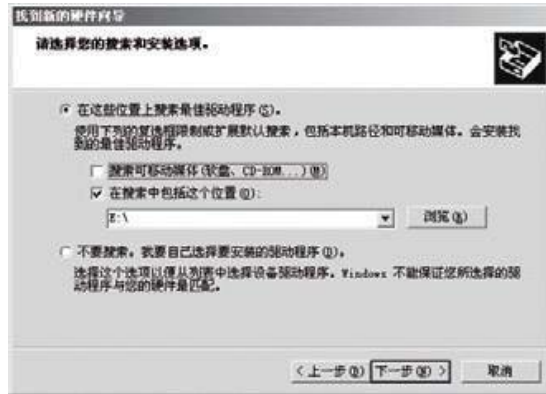 找到新的硬件向导
请选择您的搜索和安装选项。
在这些位置上搜索最佳驱动程序(S)。
使用下列的复选框限制或扩展默认搜索，包括本机路径和可移动媒体。会安装找
到的最佳驱动程序。
搜索可移动媒体(软盘、CD-ROM...)(M)
在搜索中包括这个位置(O):
E:\
浏览(R)
不要搜索。我要自己选择要安装的驱动程序(D)。
选择这个选项以便从列表中选择设备驱动程序。Windows 不能保证您所选择的驱
动程序与您的硬件最匹配。
<上一步(B) 下一步(N)> 取消